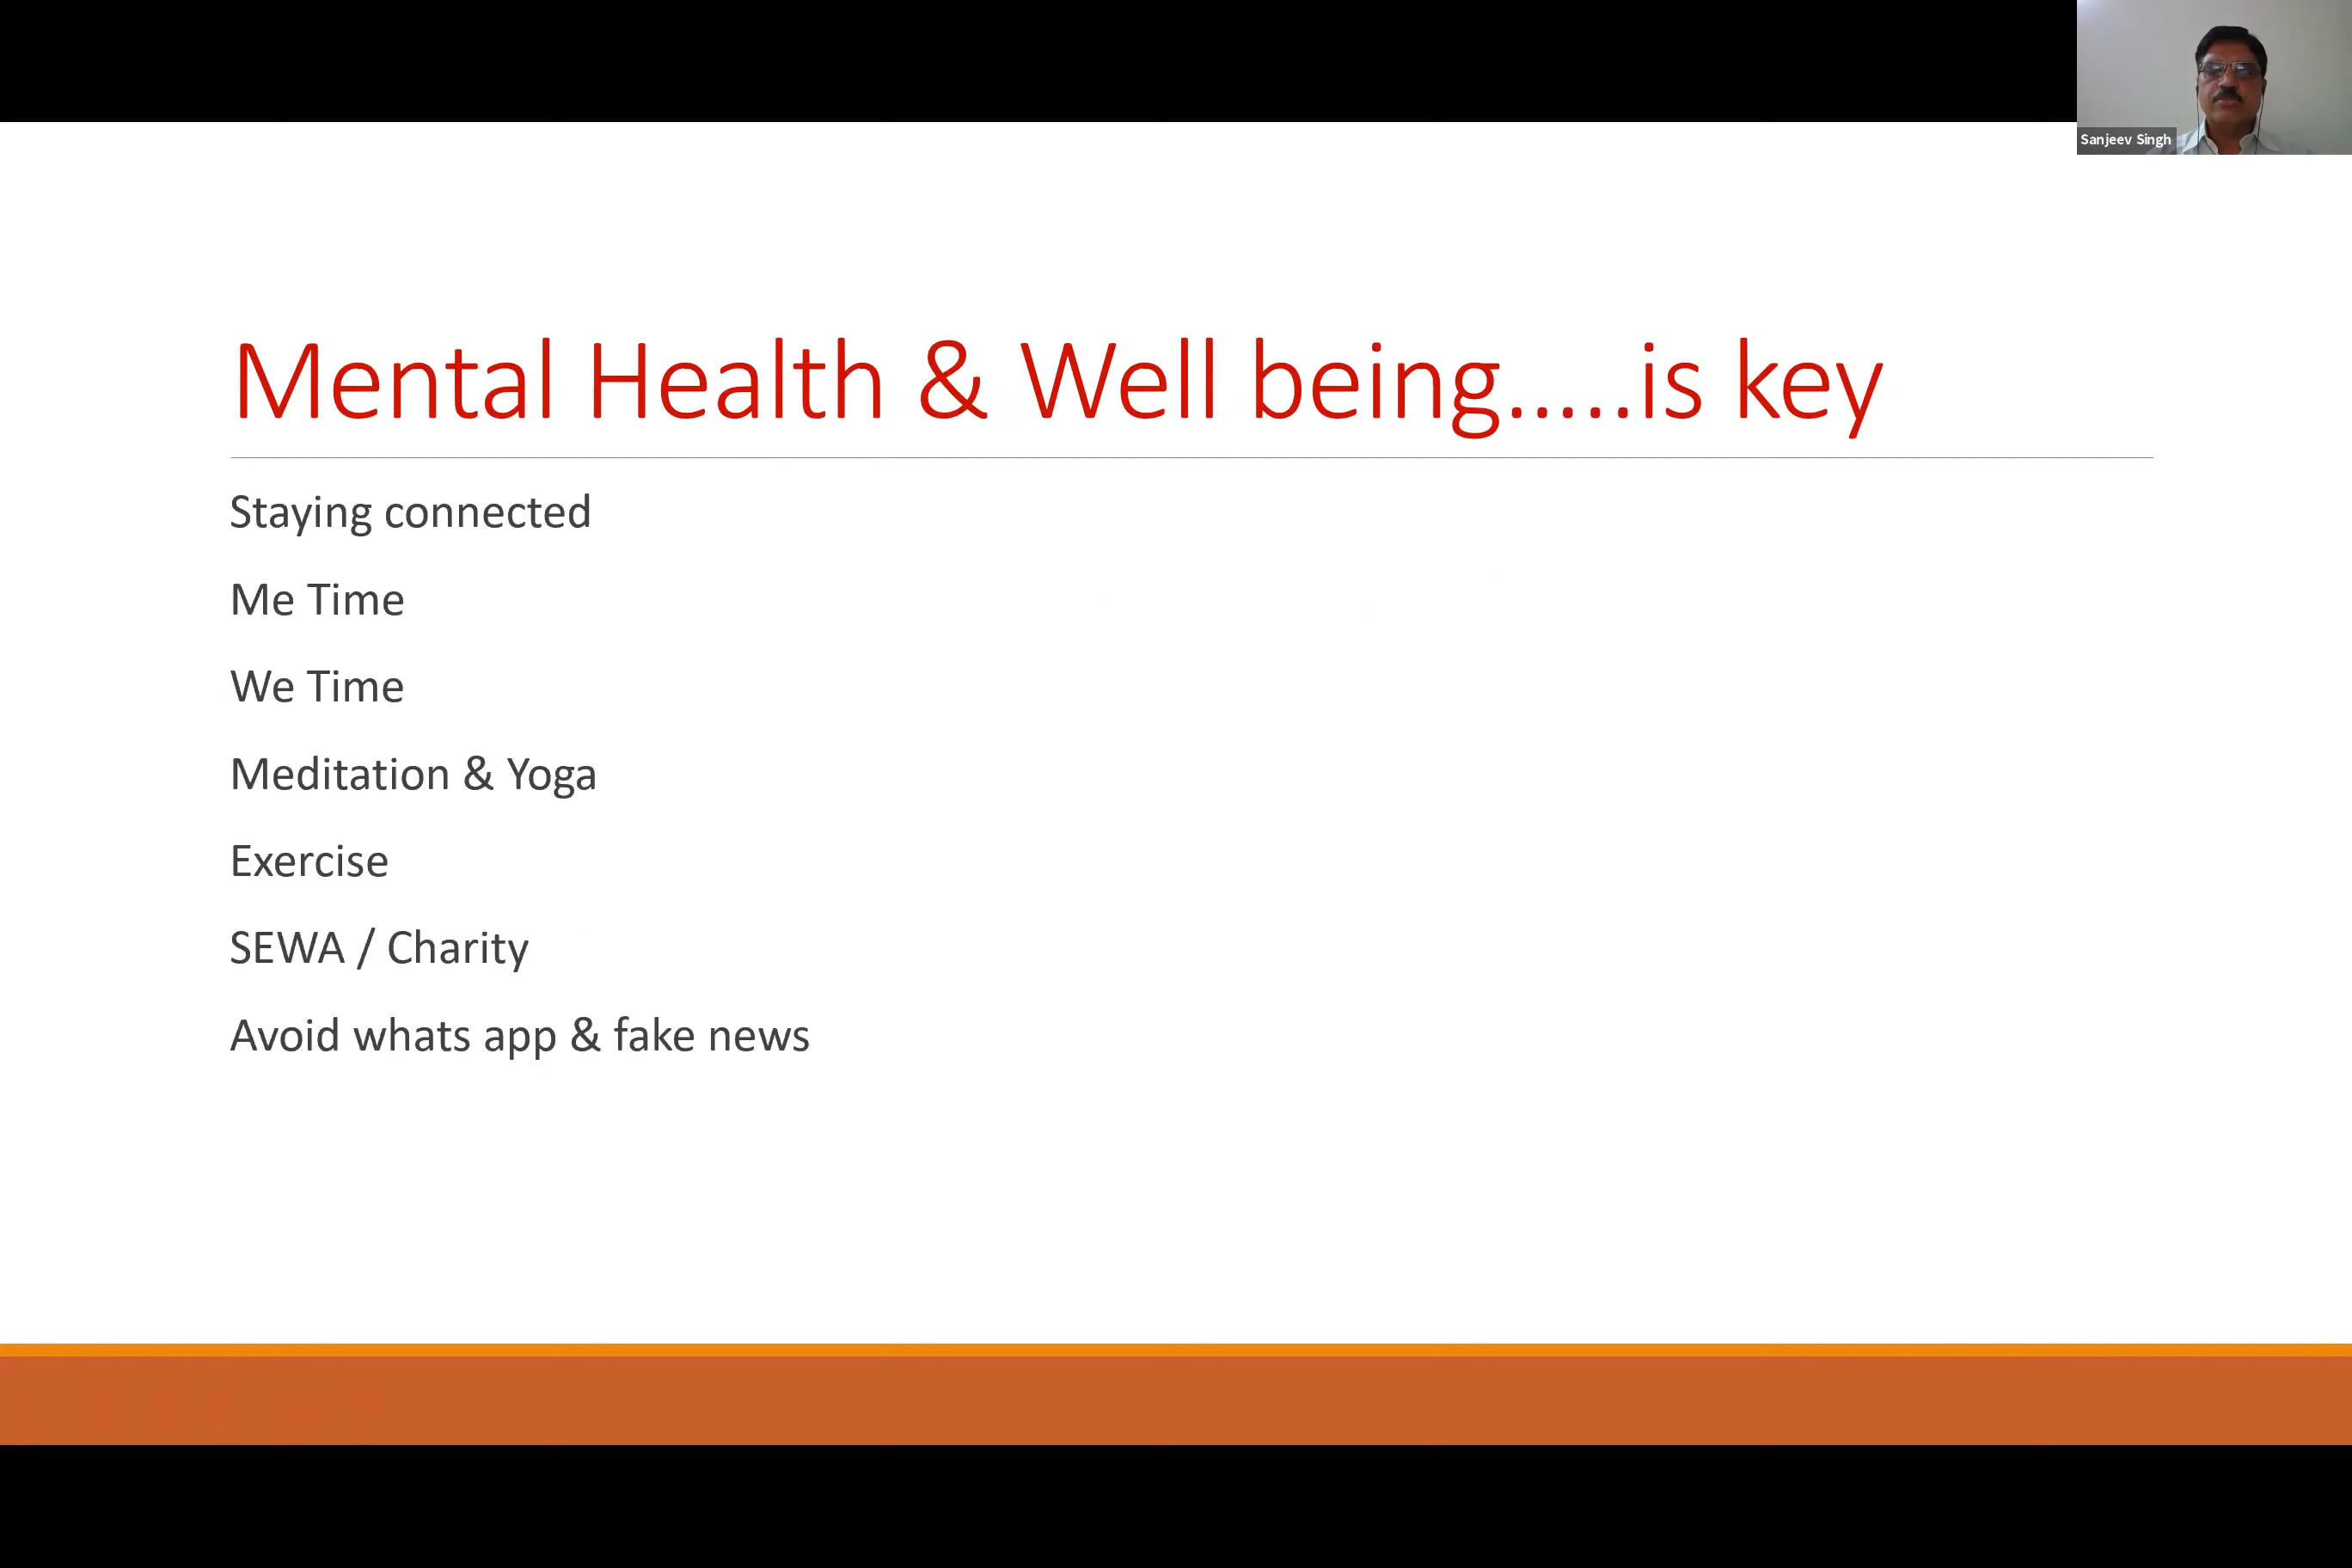 Sanjeev Singh
Mental Health & Well being.....is key
Staying connected
Me Time
We Time
Meditation & Yoga
Exercise
SEWA / Charity
Avoid whats app & fake news